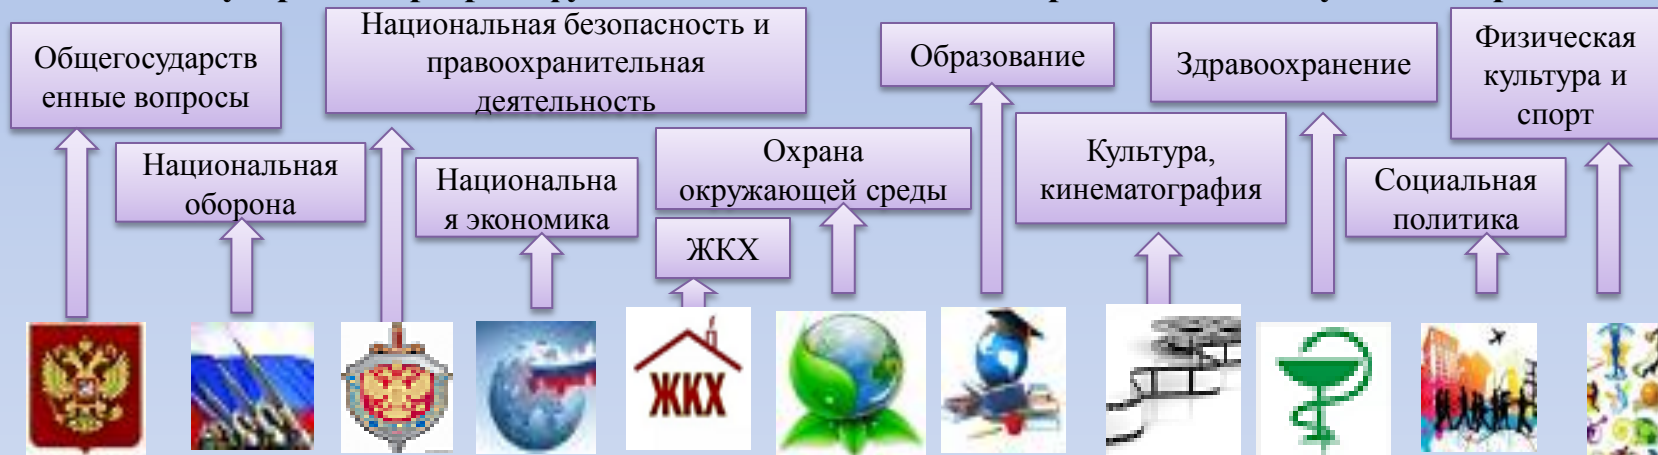 Общегосударств
енные вопросы
Национальная
оборона
Национальная безопасность и
правоохранительная
деятельность
Национальна
я экономика
ЖКХ
Охрана
окружающей среды
Образование
Культура,
кинематография
Здравоохранение
Социальная
политика
Физическая
культура и
спорт
ЖКХ